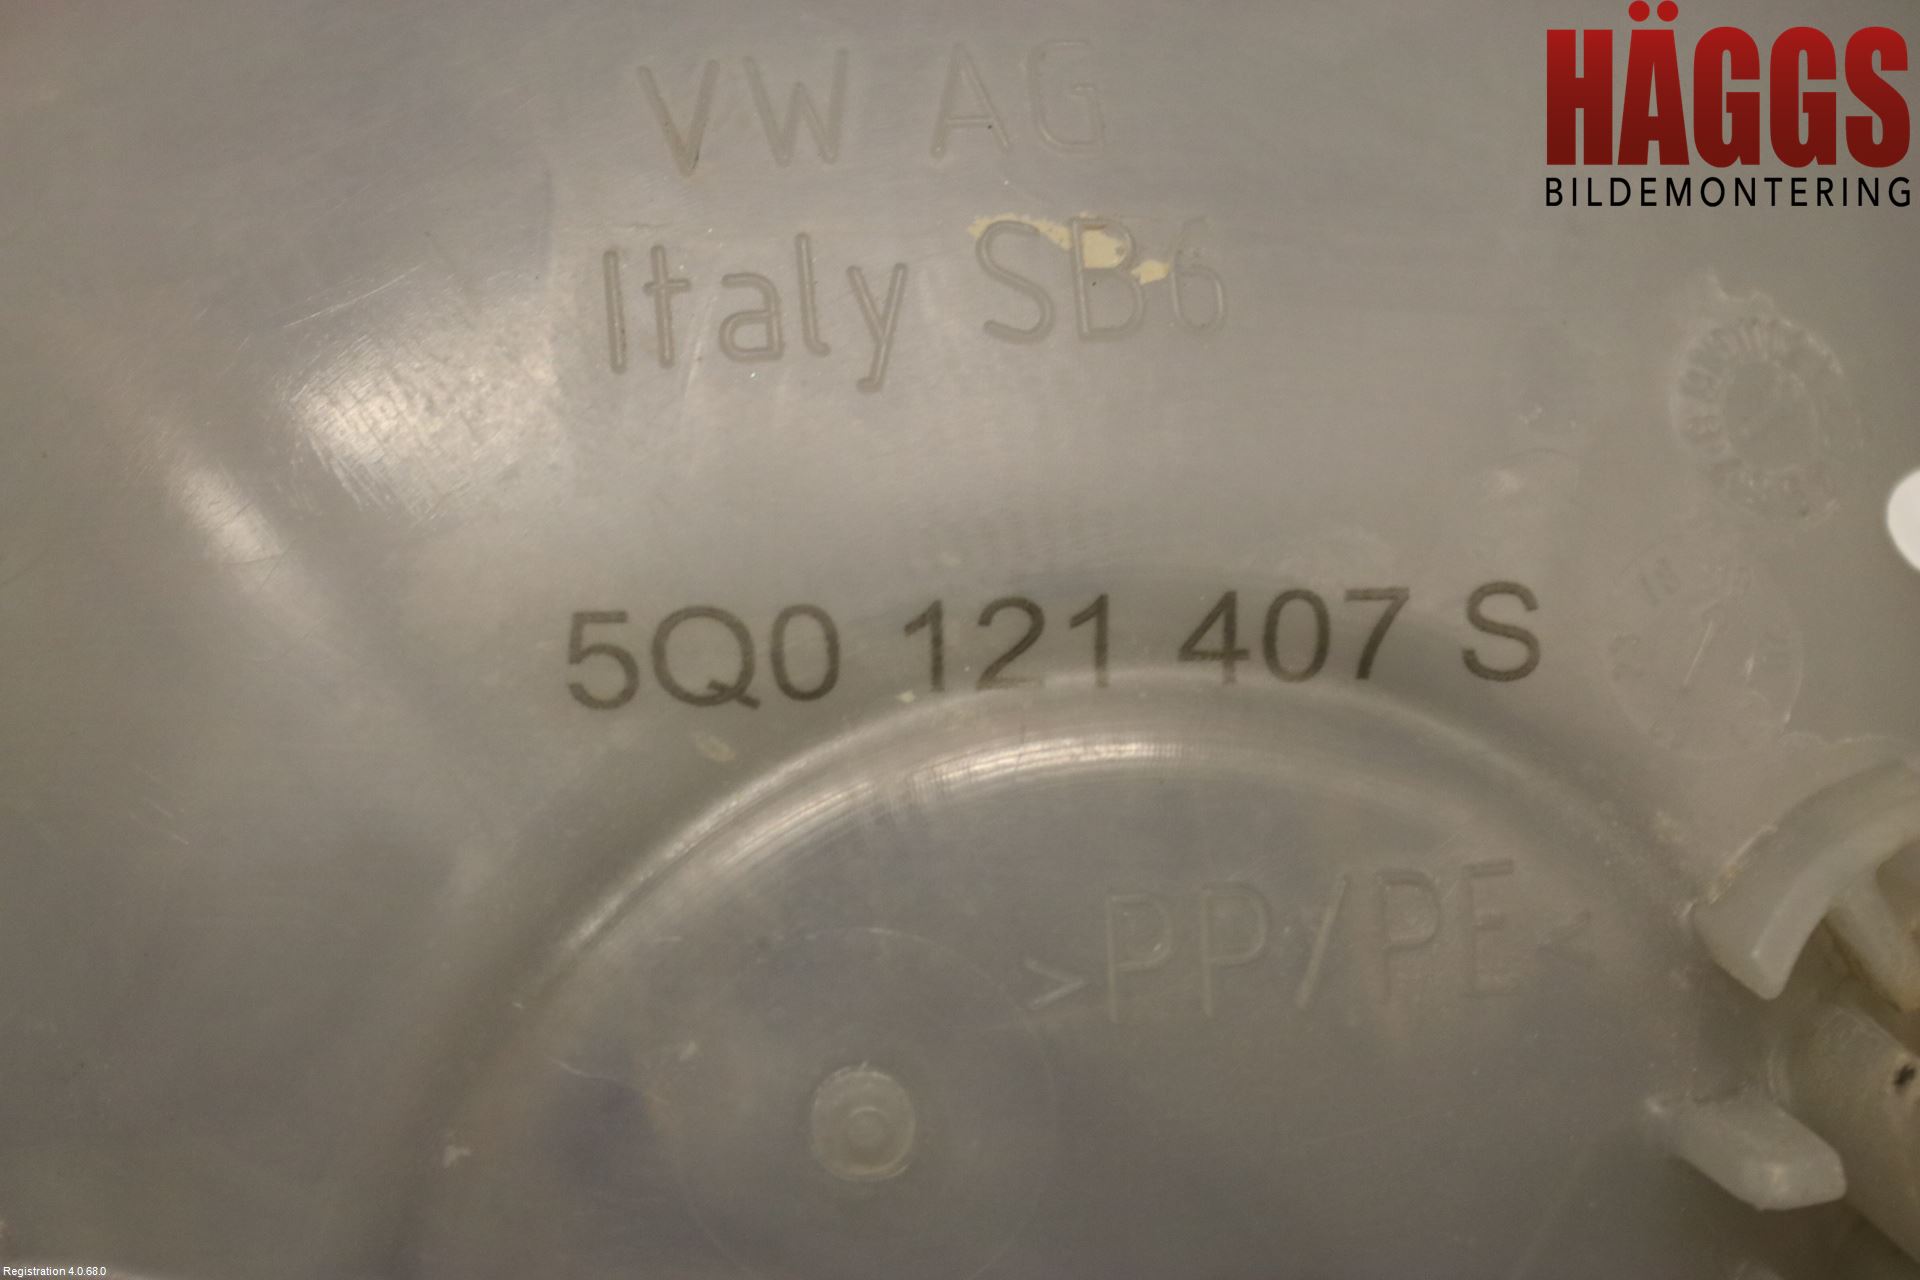 HÄGGS
BILDEMONTERING
VW AG
Italy SB6
5Q0 121 407 S
>PP/PE<
Registration 4.0.68.0